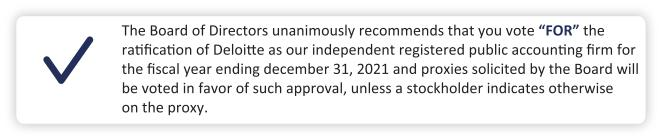 The Board of Directors unanimously recommends that you vote “FOR” the
ratification of Deloitte as our independent registered public accounting firm for
the fiscal year ending december 31, 2021 and proxies solicited by the Board will
be voted in favor of such approval, unless a stockholder indicates otherwise
on the proxy.